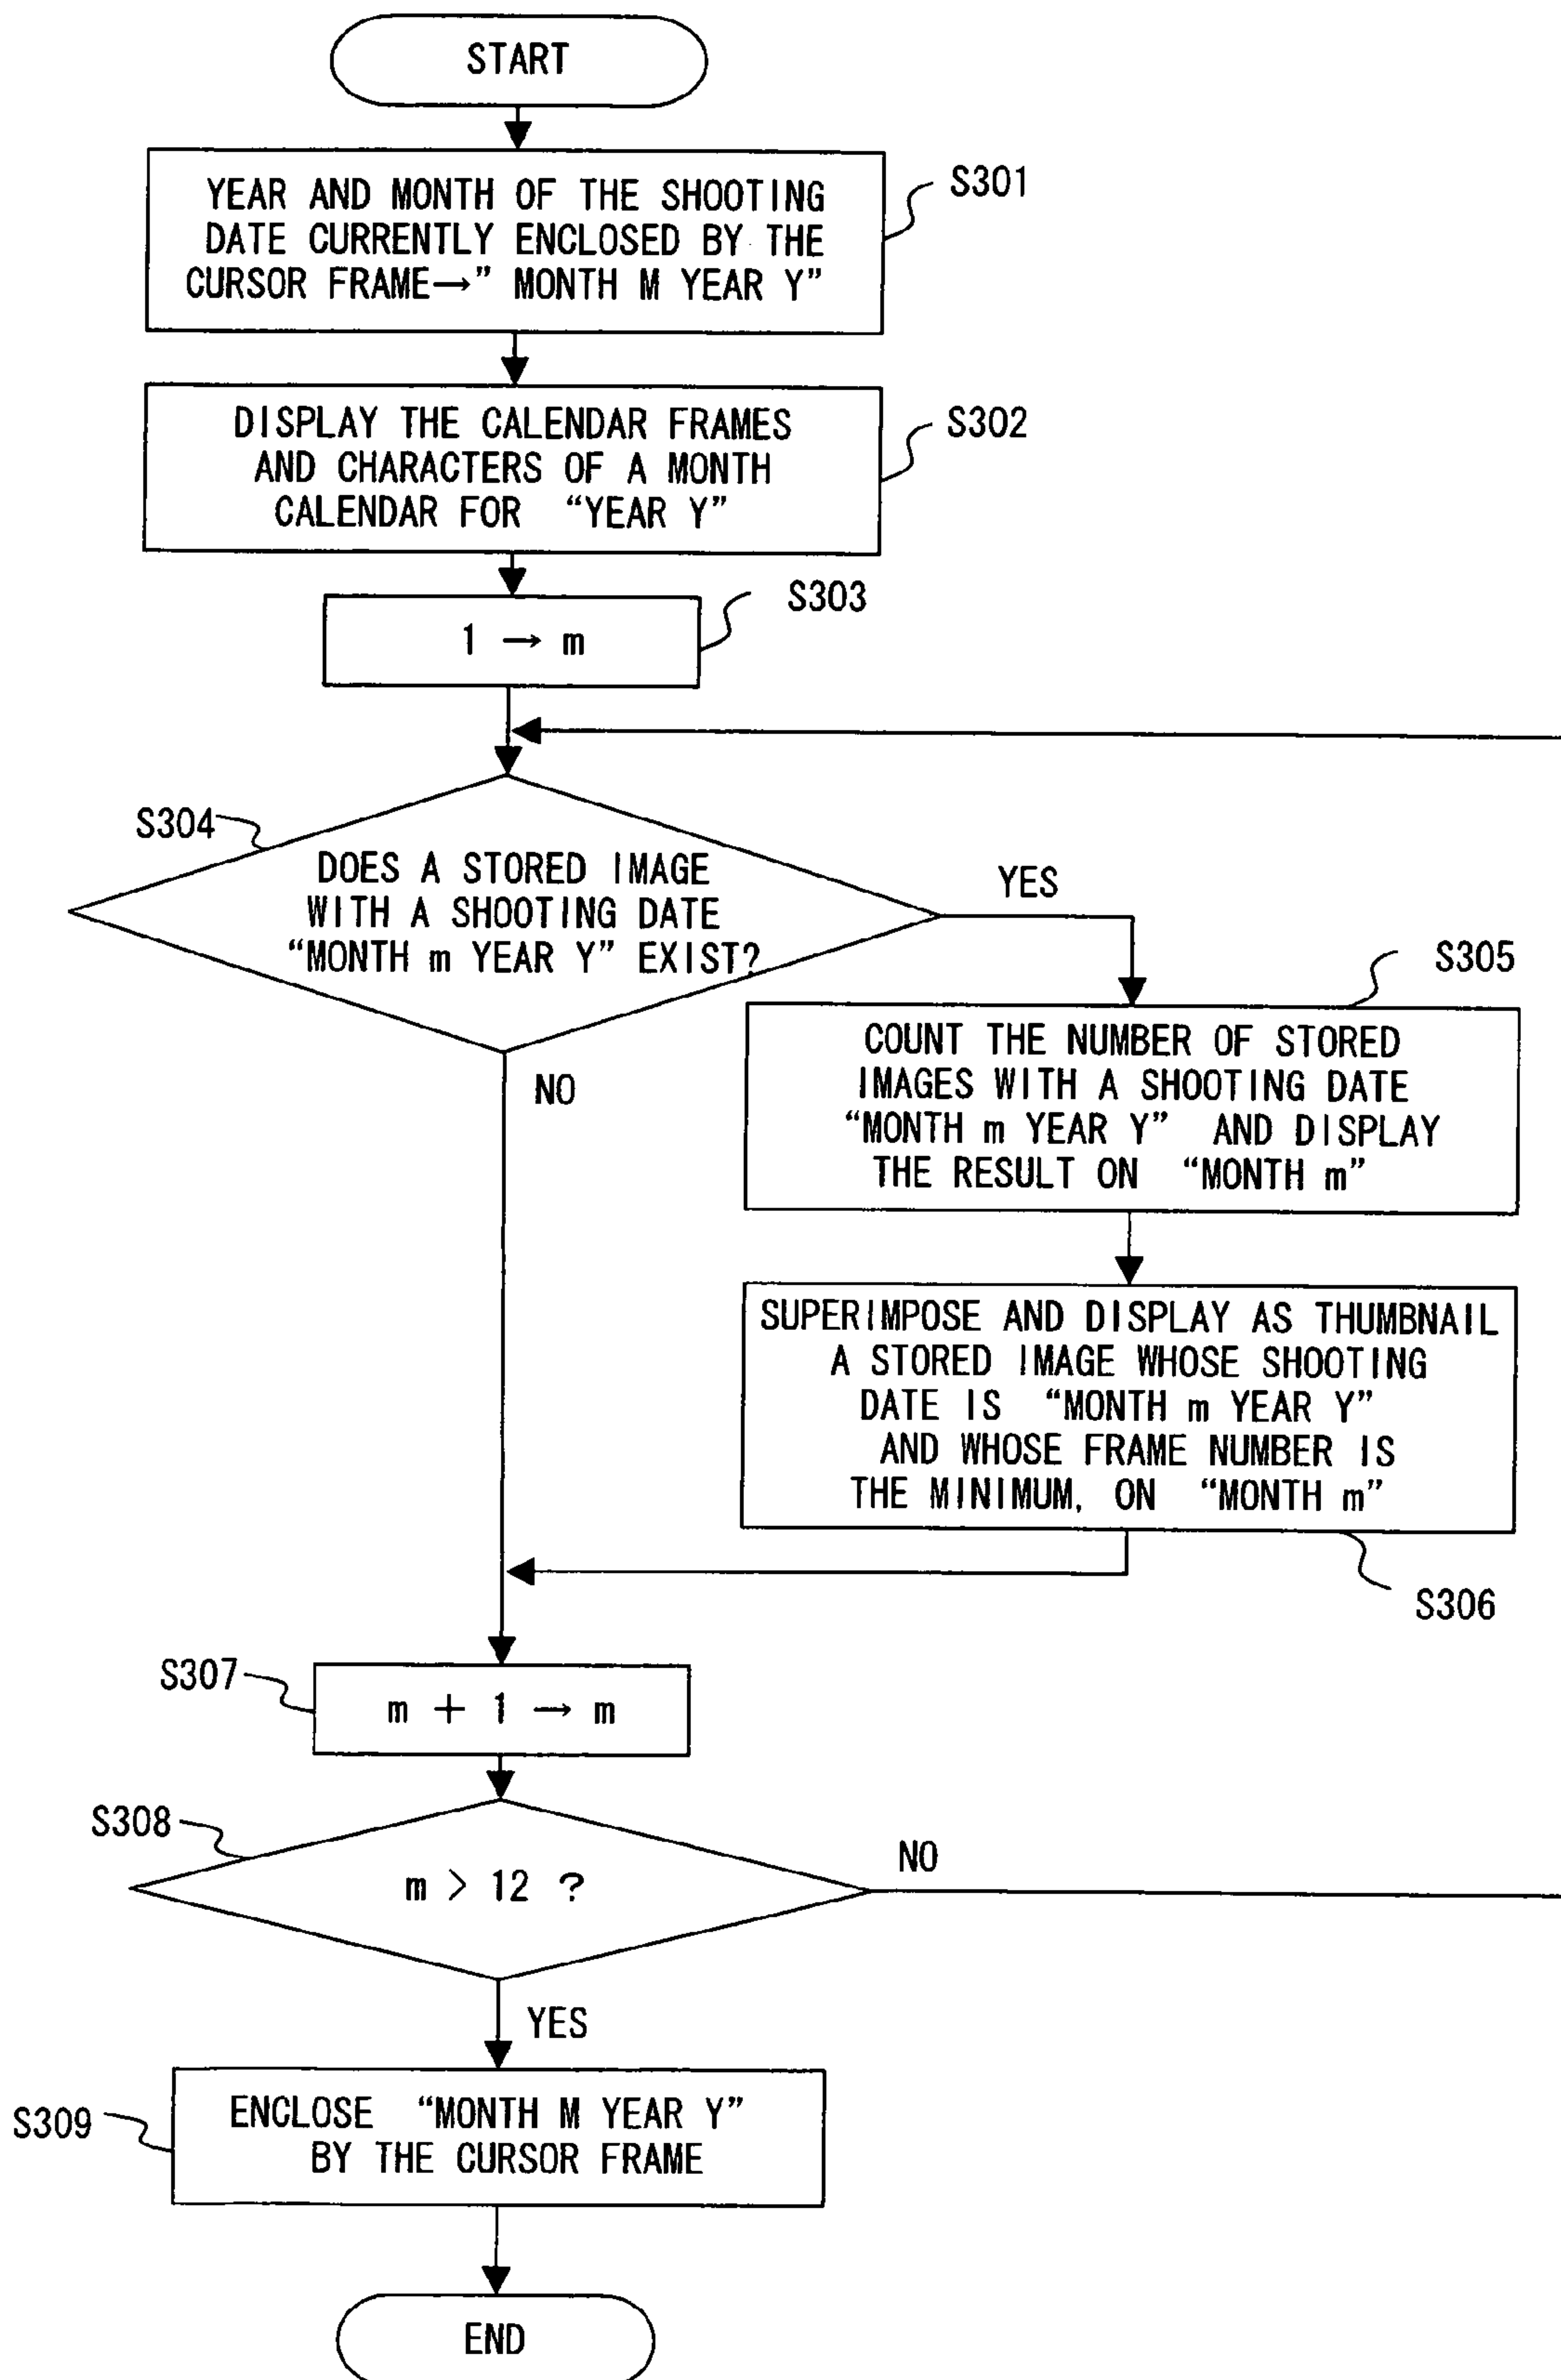 START
YEAR AND MONTH OF THE SHOOTING
DATE CURRENTLY ENCLOSED BY THE
CURSOR FRAME→” MONTH M YEAR Y”
S301
DISPLAY THE CALENDAR FRAMES
AND CHARACTERS OF A MONTH
CALENDAR FOR “YEAR Y”
S302
1 → m
S303
S304
DOES A STORED IMAGE
WITH A SHOOTING DATE
“MONTH m YEAR Y” EXIST?
YES
NO
S305
COUNT THE NUMBER OF STORED
IMAGES WITH A SHOOTING DATE
“MONTH m YEAR Y” AND DISPLAY
THE RESULT ON “MONTH m”
SUPERIMPOSE AND DISPLAY AS THUMBNAIL
A STORED IMAGE WHOSE SHOOTING
DATE IS “MONTH m YEAR Y”
AND WHOSE FRAME NUMBER IS
THE MINIMUM, ON “MONTH m”
S306
S307
m + 1 → m
S308
m > 12 ?
NO
YES
S309
ENCLOSE “MONTH M YEAR Y”
BY THE CURSOR FRAME
END